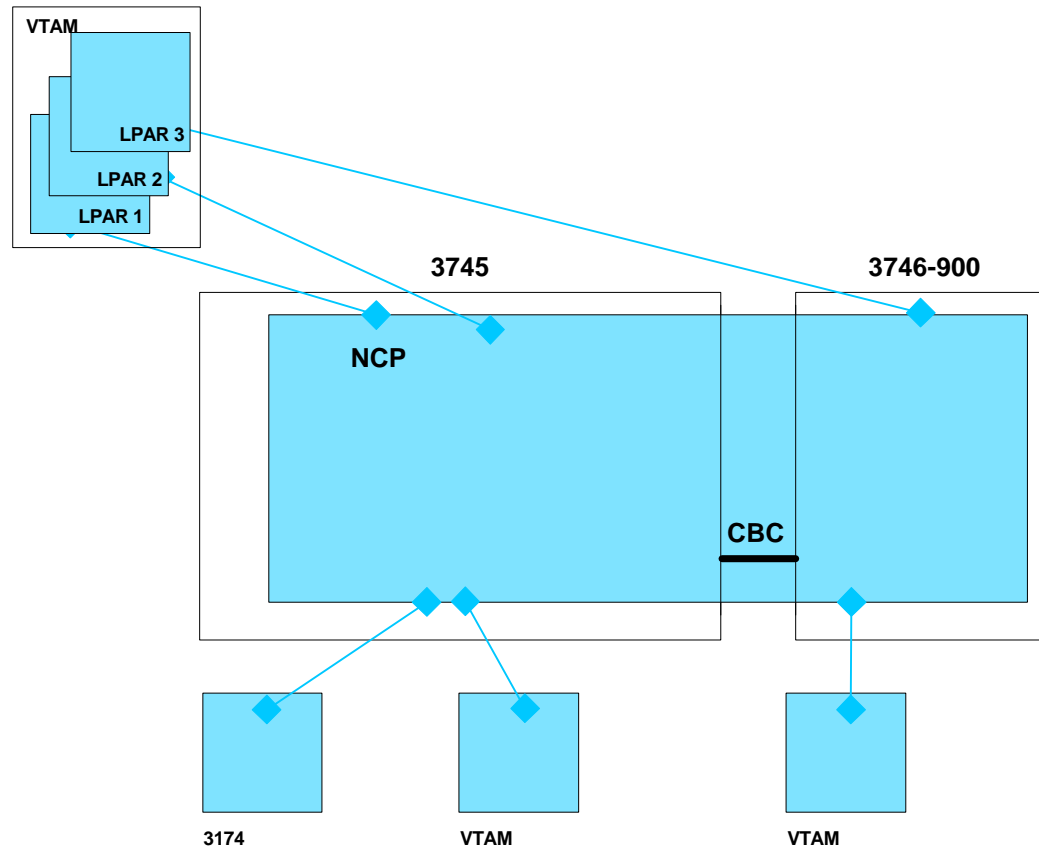 VTAM
LPAR 3
LPAR 2
LPAR 1
3745
3746-900
NCP
CBC
3174
VTAM
VTAM